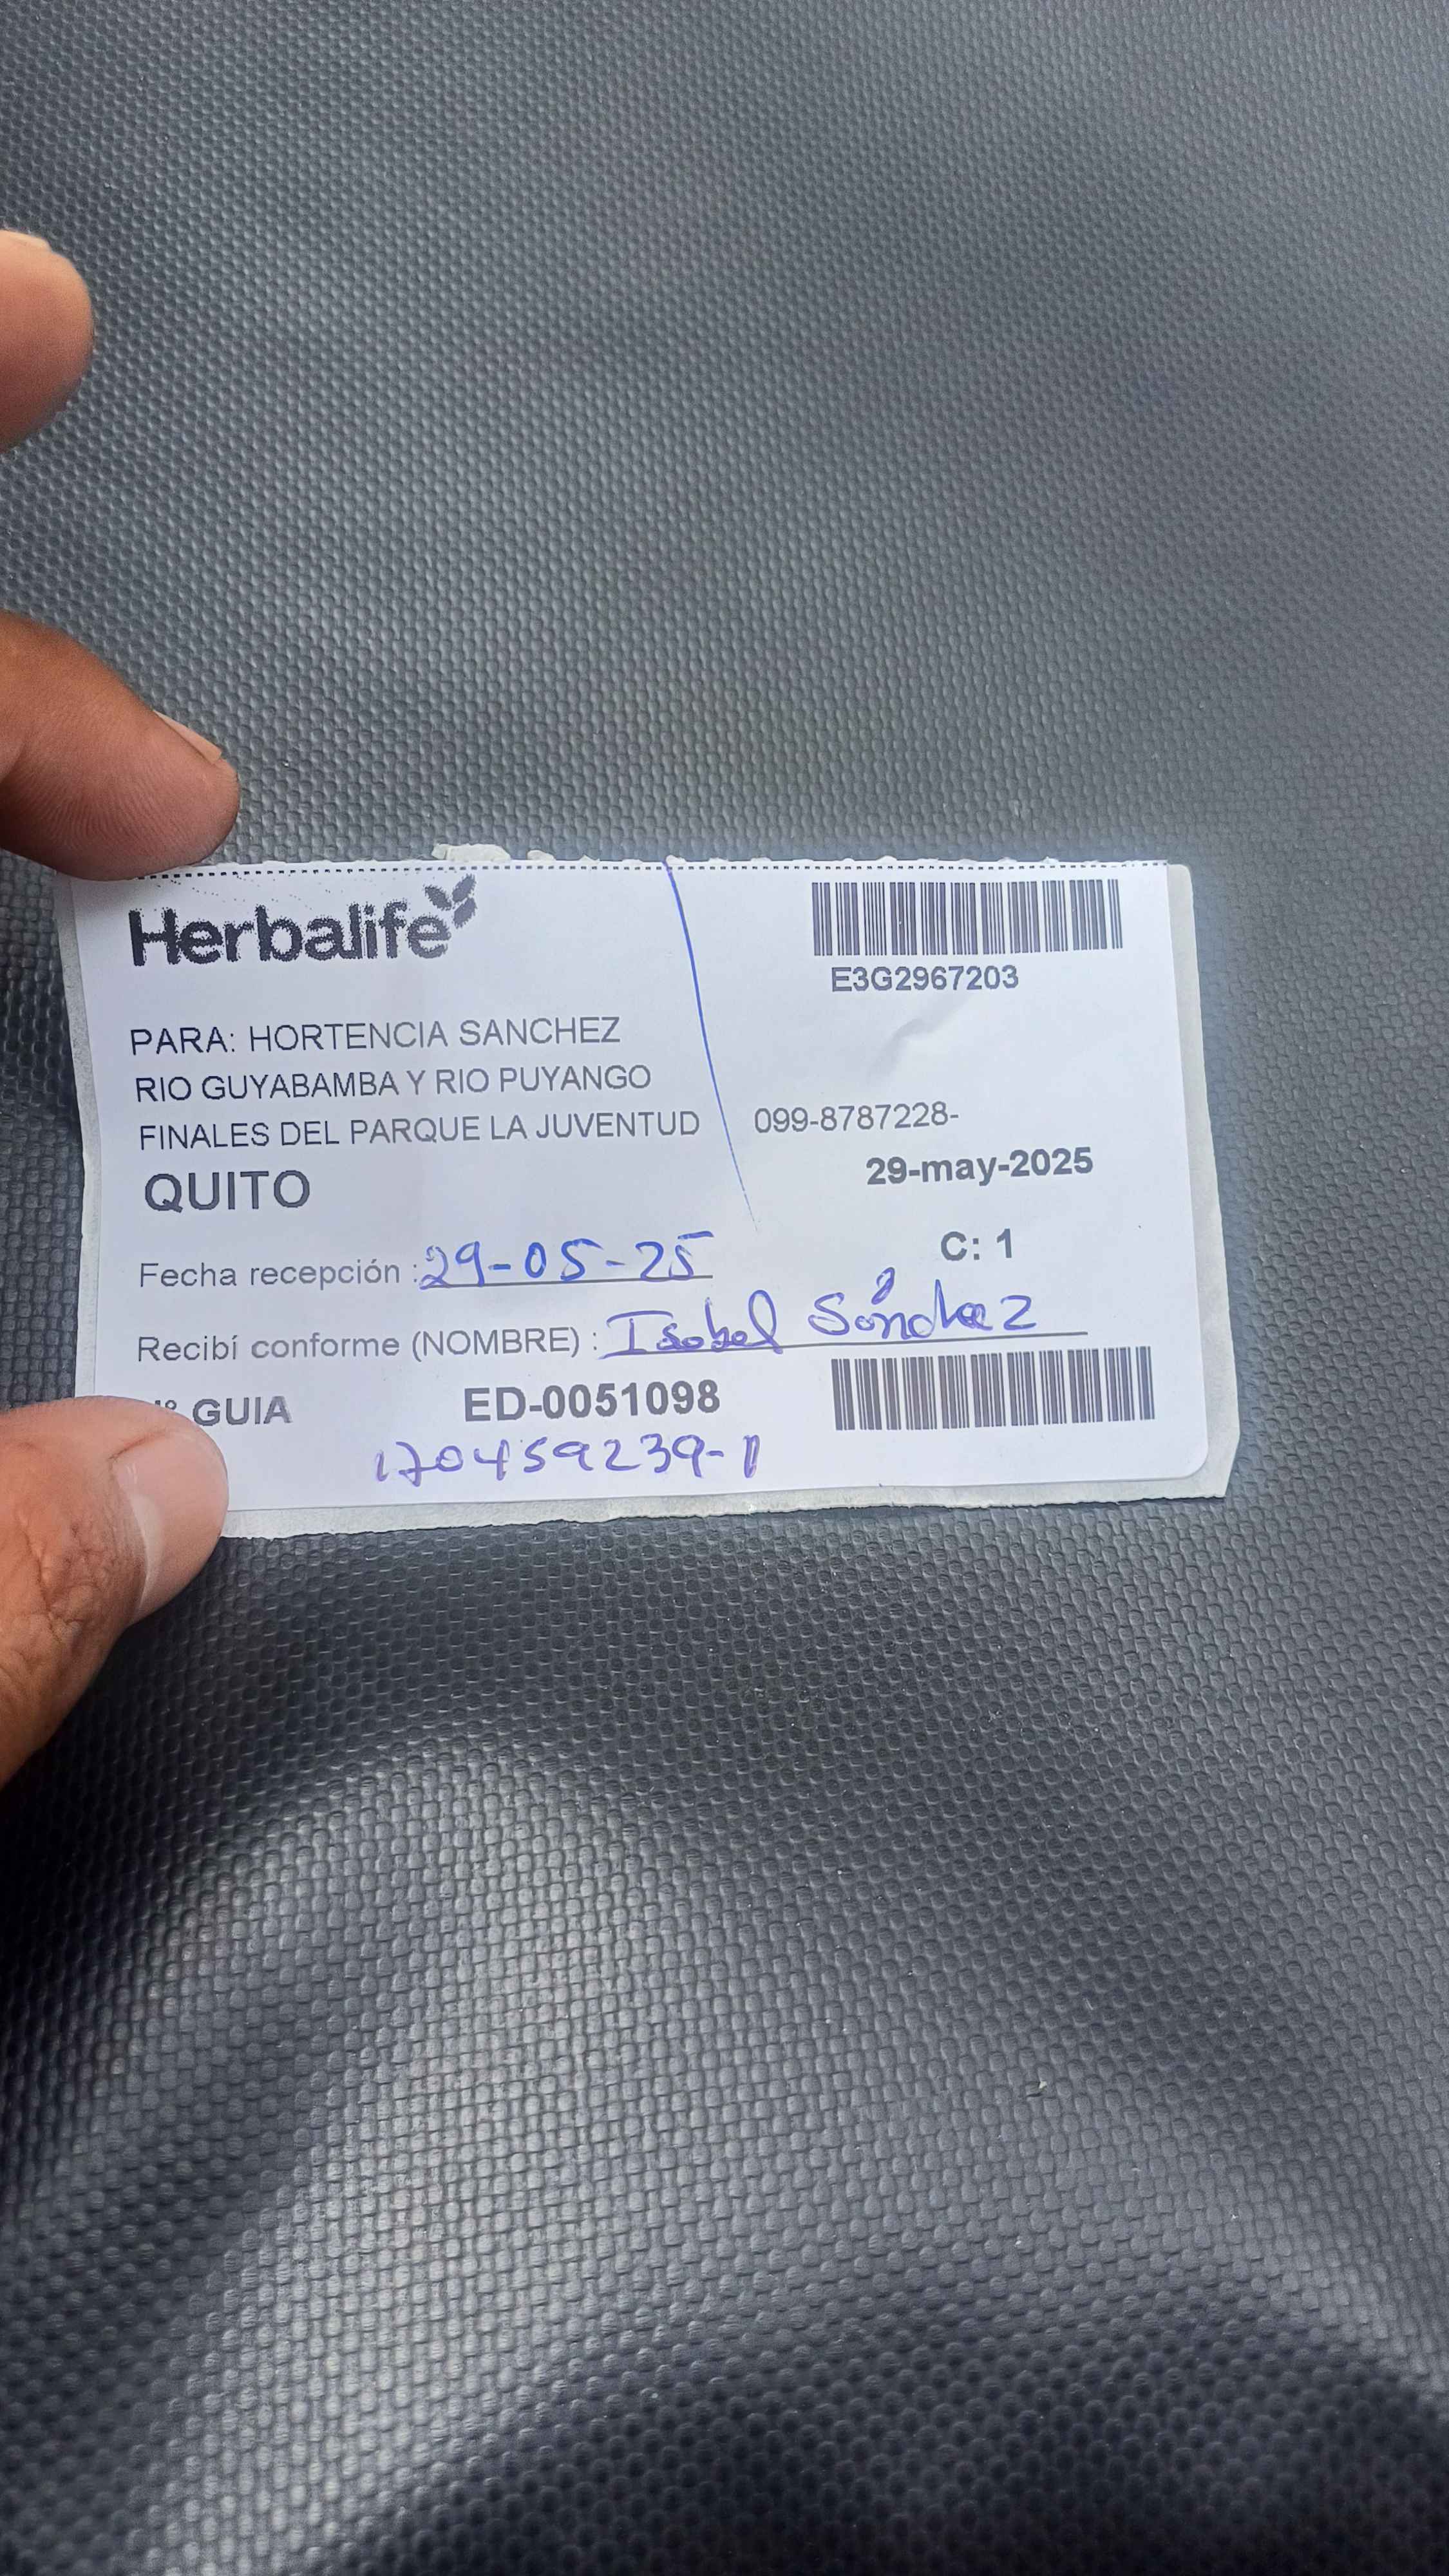 Herbalife
E3G2967203
PARA: HORTENCIA SANCHEZ
RIO GUYABAMBA Y RIO PUYANGO
FINALES DEL PARQUE LA JUVENTUD 099-8787228-
29-may-2025
QUITO
C: 1
Fecha recepción : 29-05-25
Recibí conforme (NOMBRE) : Isabel Sánchez
GUIA ED-0051098
170459239-1